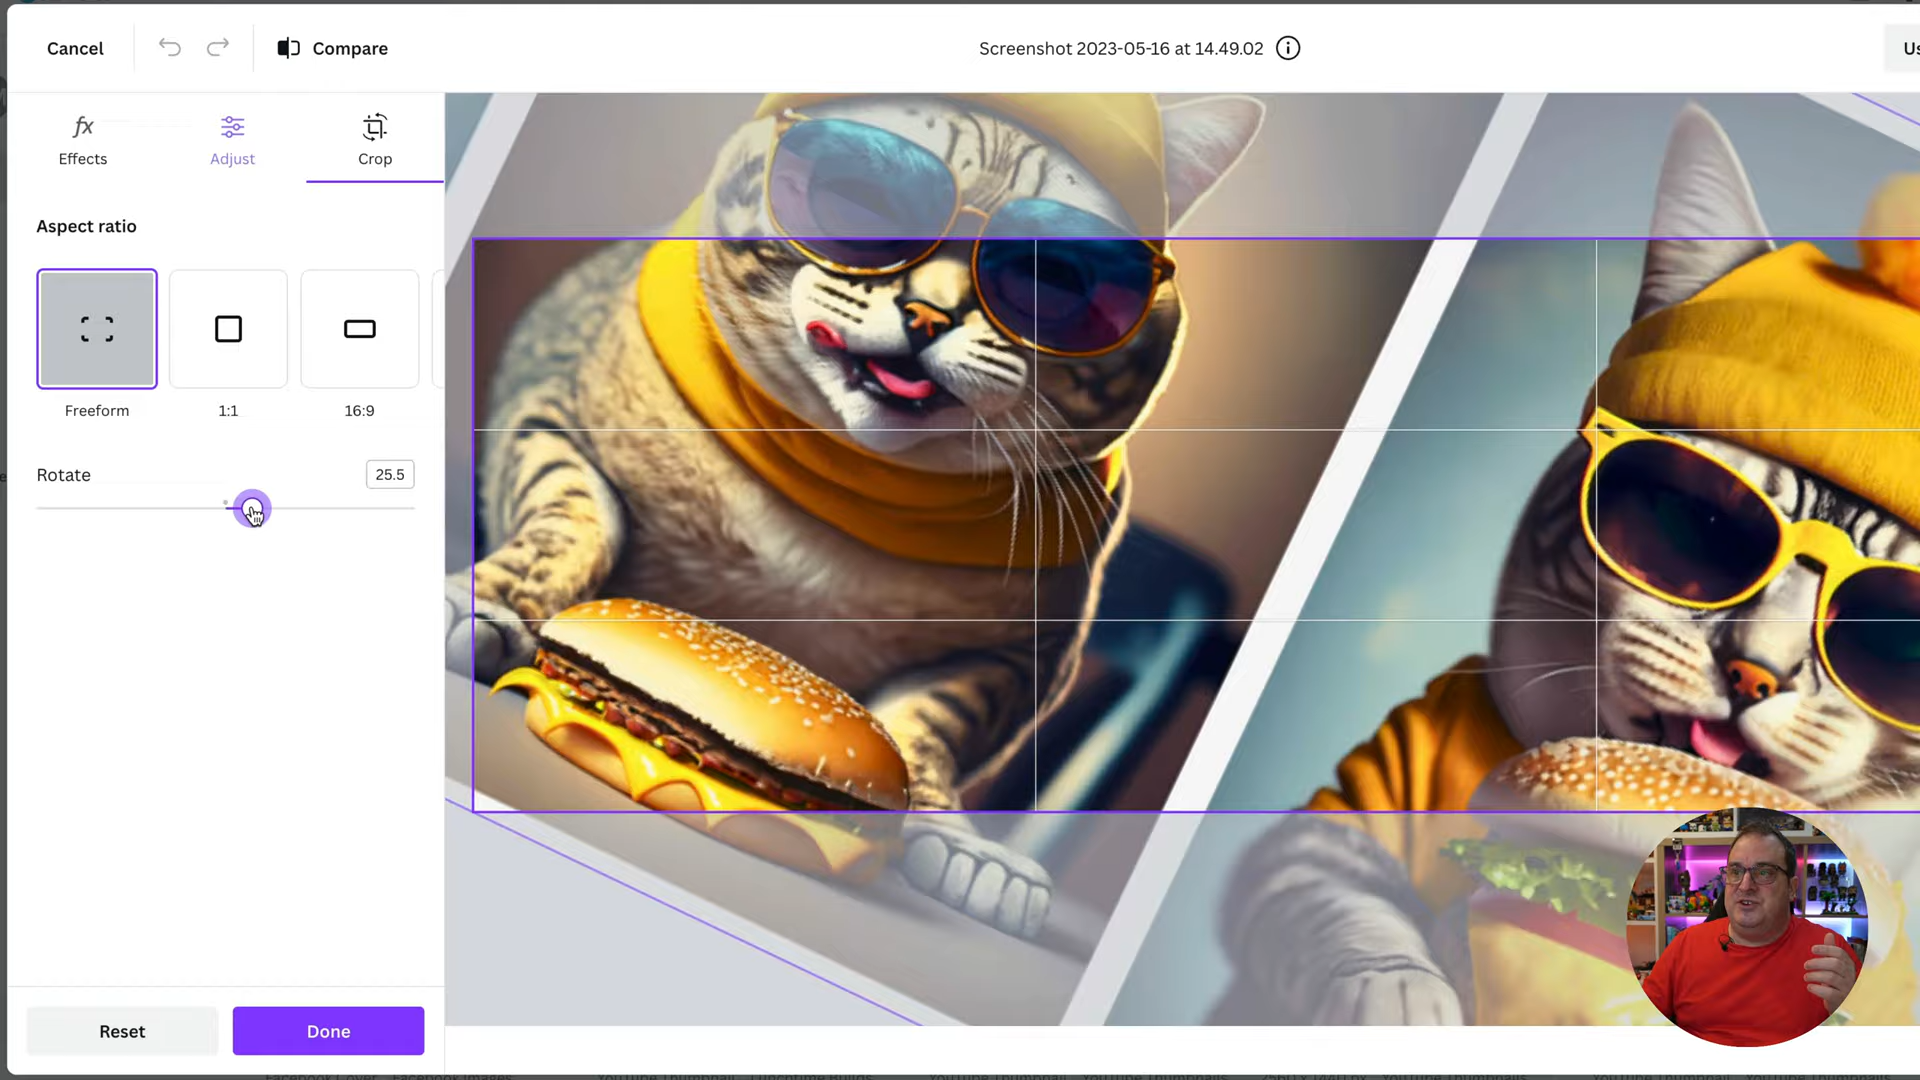 Cancel
Compare
Screenshot 2023-05-16 at 14.49.02
Us
fx
Effects
Adjust
Crop
Aspect ratio
Freeform
1:1
16:9
Rotate
25.5
Reset
Done